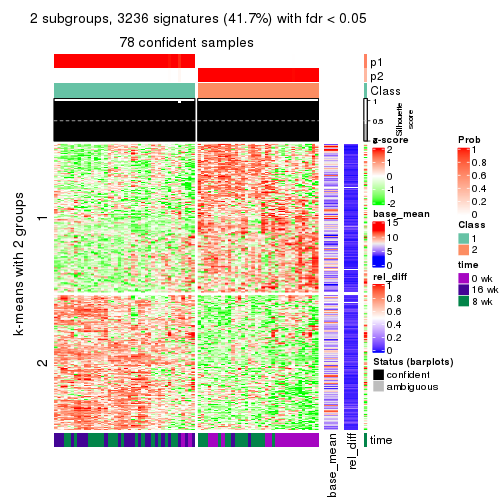 2 subgroups, 3236 signatures (41.7%) with fdr < 0.05
78 confident samples
p1
p2
Class
1
0.5
Silhouette
score
k-means with 2 groups
1
2
time
base_mean
rel_diff
z-score
2
1
0
-1
-2
base_mean
15
10
5
0
rel_diff
1
0.8
0.6
0.4
0.2
0
Status (barplots)
confident
ambiguous
Prob
1
0.8
0.6
0.4
0.2
0
Class
1
2
time
0 wk
16 wk
8 wk